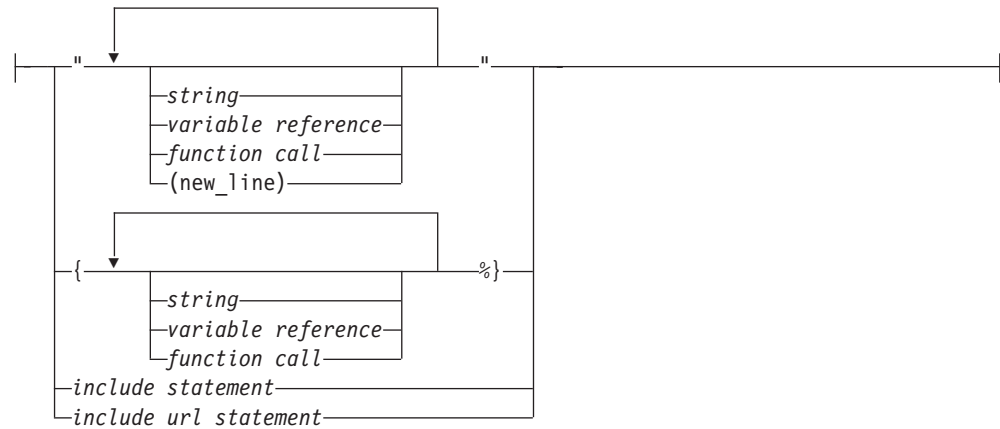 " "
string
variable reference
function call
(new_line)
{ %}
string
variable reference
function call
include statement
include url statement